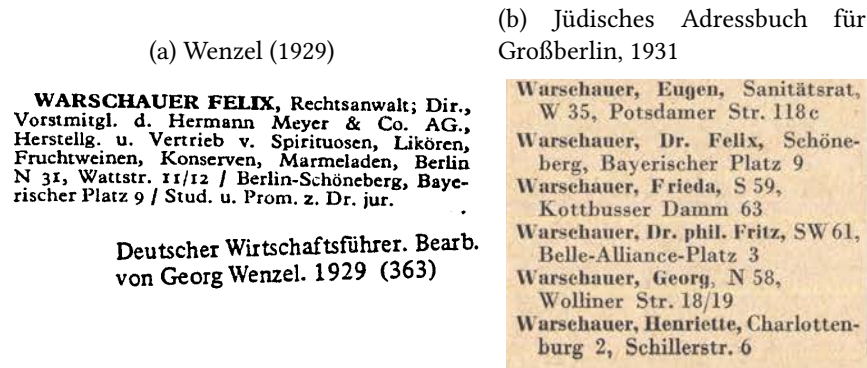 (a) Wenzel (1929)
WARSCHAUER FELIX, Rechtsanwalt; Dir.,
Vorstmitgl. d. Hermann Meyer & Co. AG.,
Herstellg. u. Vertrieb v. Spirituosen, Likören,
Fruchtweinen, Konserven, Marmeladen, Berlin
N 31, Wattstr. 11/12 / Berlin-Schöneberg, Baye-
rischer Platz 9 / Stud. u. Prom. z. Dr. jur.
Deutscher Wirtschaftsführer. Bearb.
von Georg Wenzel. 1929 (363)
(b) Jüdisches Adressbuch für
Großberlin, 1931
Warschauer, Eugen, Sanitätsrat,
W 35, Potsdamer Str. 118c
Warschauer, Dr. Felix, Schöne-
berg, Bayerischer Platz 9
Warschauer, Frieda, S 59,
Kottbusser Damm 63
Warschauer, Dr. phil. Fritz, SW 61,
Belle-Alliance-Platz 3
Warschauer, Georg, N 58,
Wolliner Str. 18/19
Warschauer, Henriette, Charlotten-
burg 2, Schillerstr. 6